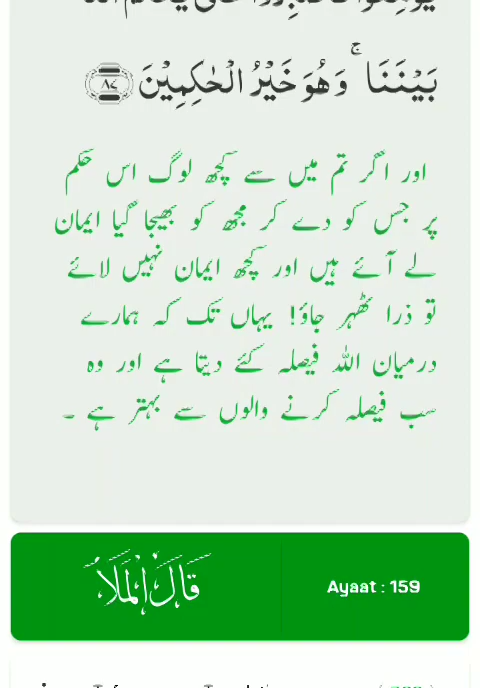 بَيْنَنَا ۚ وَهُوَ خَيْرُ الْحٰكِمِيْنَ ۝٨٧
اور اگر تم میں سے کچھ لوگ اس حکم
پر جس کو دے کر مجھ کو بھیجا گیا ایمان
لے آئے ہیں اور کچھ ایمان نہیں لائے
تو ذرا ٹھہر جاؤ! یہاں تک کہ ہمارے
درمیان اللہ فیصلہ کئے دیتا ہے اور وہ
سب فیصلہ کرنے والوں سے بہتر ہے ۔
قَالَ الْمَلَاُ
Ayaat : 159